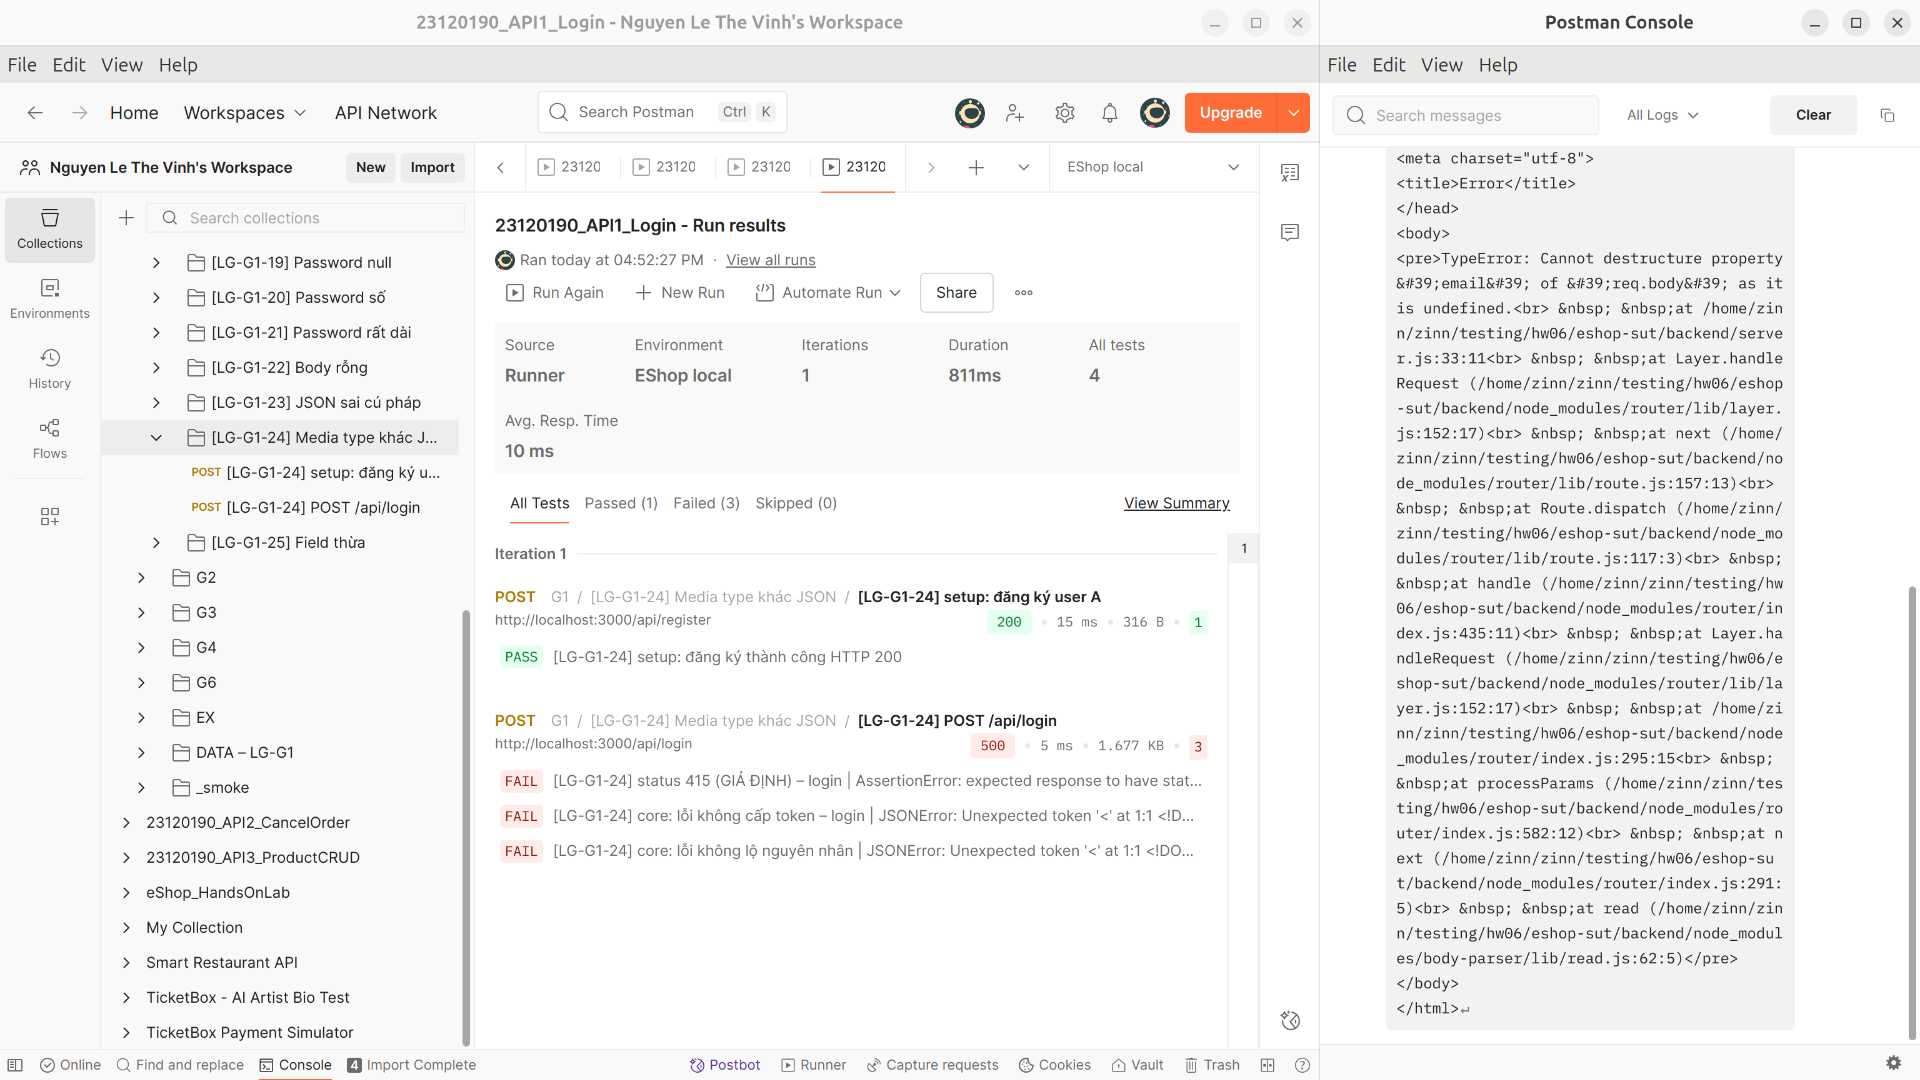 23120190_API1_Login - Nguyen Le The Vinh's Workspace
File Edit View Help
Home Workspaces API Network
Search Postman Ctrl K
Upgrade
Nguyen Le The Vinh's Workspace New Import
23120 23120 23120 23120
EShop local
Collections
Environments
History
Flows
Search collections
[LG-G1-19] Password null
[LG-G1-20] Password số
[LG-G1-21] Password rất dài
[LG-G1-22] Body rỗng
[LG-G1-23] JSON sai cú pháp
[LG-G1-24] Media type khác J...
POST [LG-G1-24] setup: đăng ký u...
POST [LG-G1-24] POST /api/login
[LG-G1-25] Field thừa
G2
G3
G4
G6
EX
DATA – LG-G1
_smoke
23120190_API2_CancelOrder
23120190_API3_ProductCRUD
eShop_HandsOnLab
My Collection
Smart Restaurant API
TicketBox - AI Artist Bio Test
TicketBox Payment Simulator
23120190_API1_Login - Run results
Ran today at 04:52:27 PM · View all runs
Run Again New Run Automate Run Share
Source Environment Iterations Duration All tests
Runner EShop local 1 811ms 4
Avg. Resp. Time
10 ms
All Tests Passed (1) Failed (3) Skipped (0) View Summary
Iteration 1
1
POST G1 / [LG-G1-24] Media type khác JSON / [LG-G1-24] setup: đăng ký user A
http://localhost:3000/api/register 200 • 15 ms • 316 B • 1
PASS [LG-G1-24] setup: đăng ký thành công HTTP 200
POST G1 / [LG-G1-24] Media type khác JSON / [LG-G1-24] POST /api/login
http://localhost:3000/api/login 500 • 5 ms • 1.677 KB • 3
FAIL [LG-G1-24] status 415 (GIẢ ĐỊNH) – login | AssertionError: expected response to have stat...
FAIL [LG-G1-24] core: lỗi không cấp token – login | JSONError: Unexpected token '<' at 1:1 <!D...
FAIL [LG-G1-24] core: lỗi không lộ nguyên nhân | JSONError: Unexpected token '<' at 1:1 <!DO...
Online Find and replace Console 4 Import Complete Postbot Runner Capture requests Cookies Vault Trash
Postman Console
File Edit View Help
Search messages All Logs Clear
<meta charset="utf-8">
<title>Error</title>
</head>
<body>
<pre>TypeError: Cannot destructure property
&#39;email&#39; of &#39;req.body&#39; as it
is undefined.<br> &nbsp; &nbsp;at /home/zin
n/zinn/testing/hw06/eshop-sut/backend/serve
r.js:33:11<br> &nbsp; &nbsp;at Layer.handle
Request (/home/zinn/zinn/testing/hw06/eshop
-sut/backend/node_modules/router/lib/layer.
js:152:17)<br> &nbsp; &nbsp;at next (/home/
zinn/zinn/testing/hw06/eshop-sut/backend/no
de_modules/router/lib/route.js:157:13)<br>
&nbsp; &nbsp;at Route.dispatch (/home/zinn/
zinn/testing/hw06/eshop-sut/backend/node_mo
dules/router/lib/route.js:117:3)<br> &nbsp;
&nbsp;at handle (/home/zinn/zinn/testing/hw
06/eshop-sut/backend/node_modules/router/in
dex.js:435:11)<br> &nbsp; &nbsp;at Layer.ha
ndleRequest (/home/zinn/zinn/testing/hw06/e
shop-sut/backend/node_modules/router/lib/la
yer.js:152:17)<br> &nbsp; &nbsp;at /home/zi
nn/zinn/testing/hw06/eshop-sut/backend/node
_modules/router/index.js:295:15<br> &nbsp;
&nbsp;at processParams (/home/zinn/zinn/tes
ting/hw06/eshop-sut/backend/node_modules/ro
uter/index.js:582:12)<br> &nbsp; &nbsp;at n
ext (/home/zinn/zinn/testing/hw06/eshop-su
t/backend/node_modules/router/index.js:291:
5)<br> &nbsp; &nbsp;at read (/home/zinn/zin
n/testing/hw06/eshop-sut/backend/node_modul
es/body-parser/lib/read.js:62:5)</pre>
</body>
</html>↵